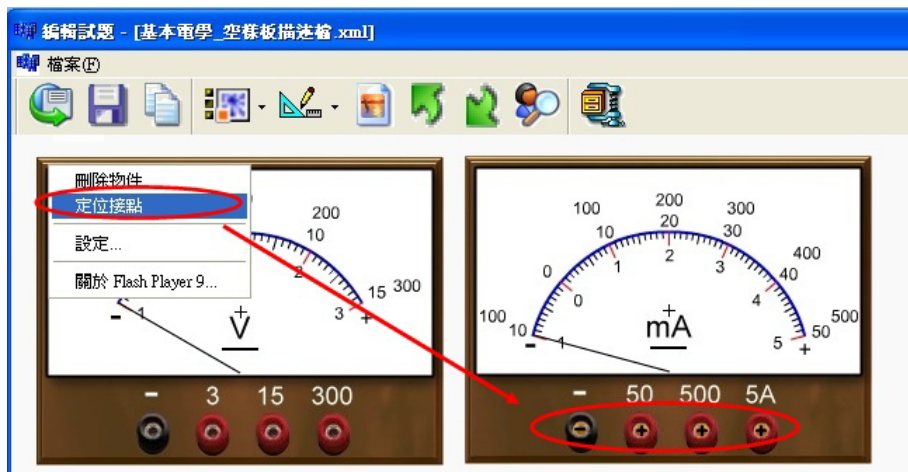 編輯試題 - [基本電學_空樣板描述檔.xml]
檔案(F)
刪除物件
定位接點
設定...
關於 Flash Player 9...
200
10
2
15 300
3 +
- 1
+
V
- 3 15 300
100 200 300
10 20 30
1 2 3
0 400
0 40
4
100 10 50 500
- 1 5 +
+
mA
- 50 500 5A